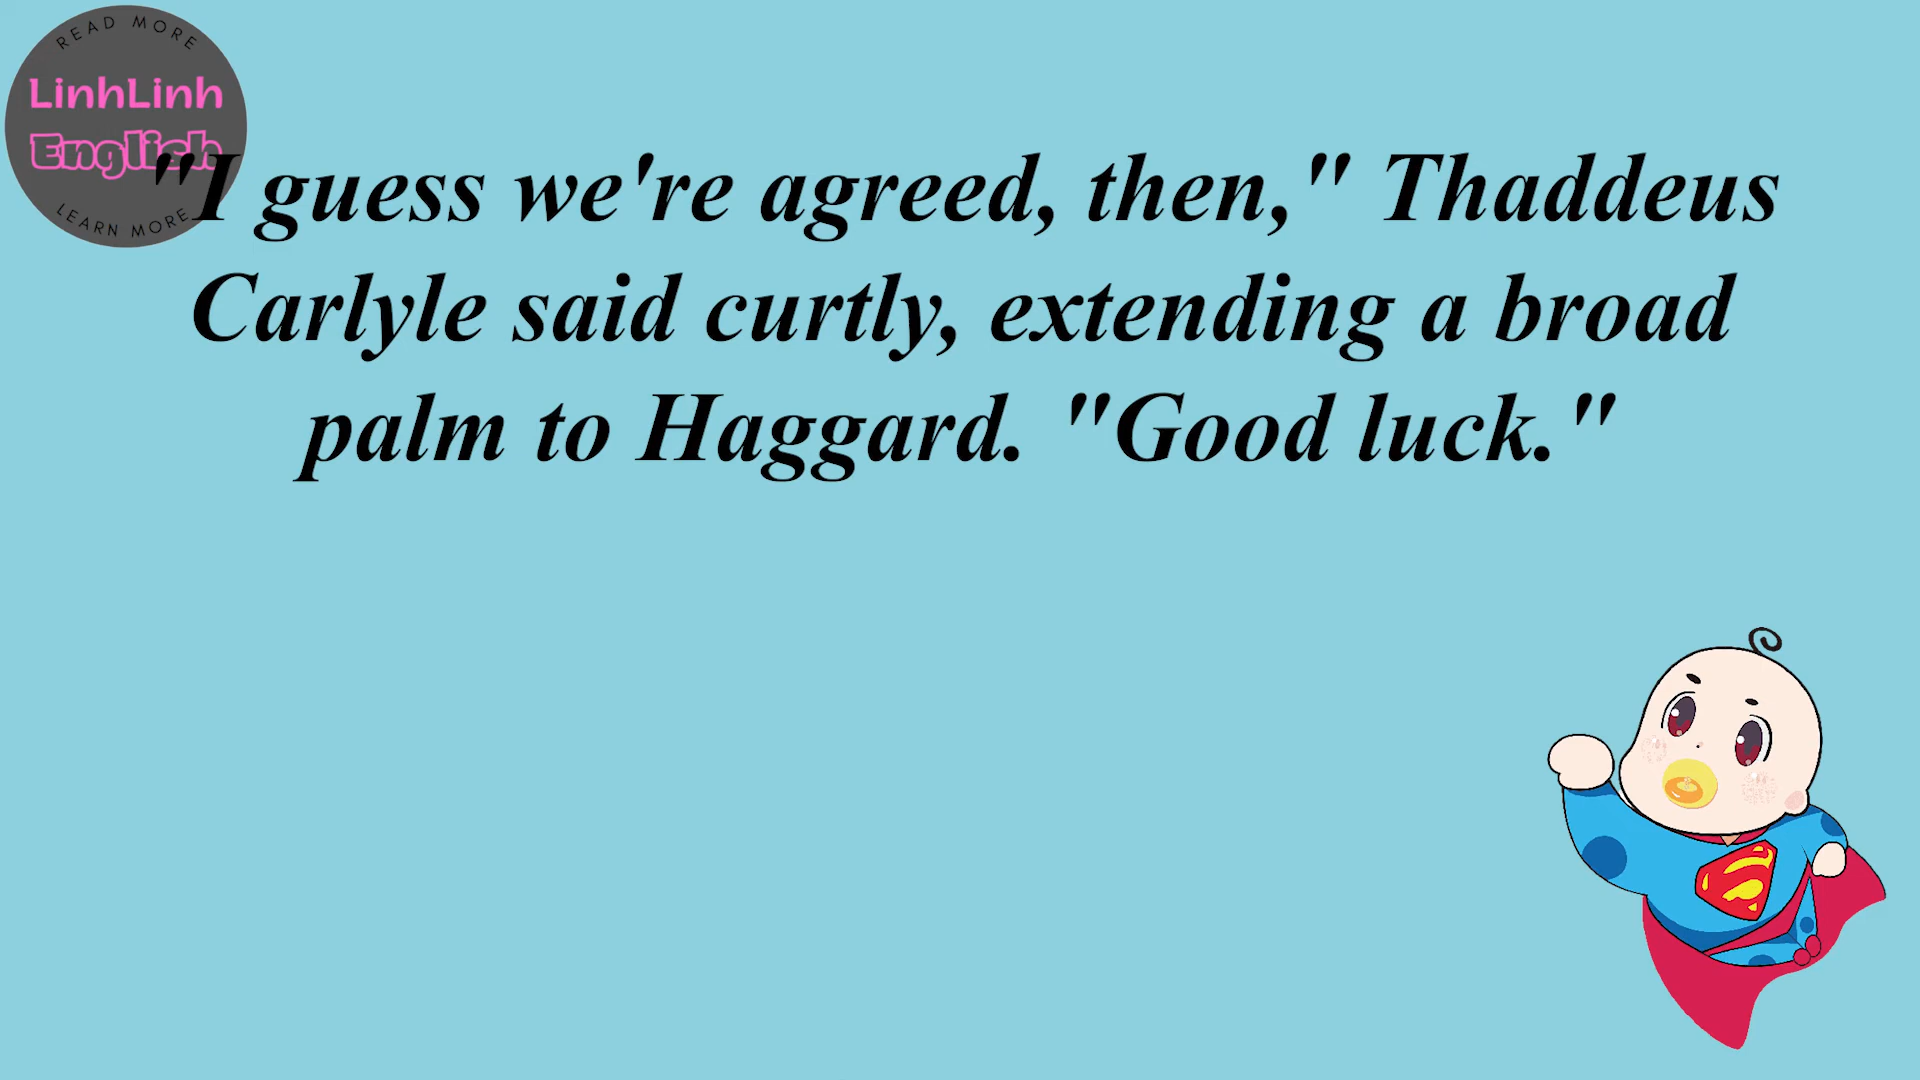 READ MORE
LinhLinh
English
LEARN MORE
"I guess we're agreed, then," Thaddeus
Carlyle said curtly, extending a broad
palm to Haggard. "Good luck."